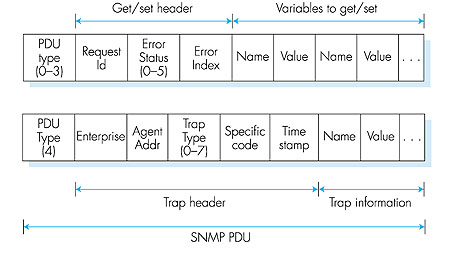 Get/set header
Variables to get/set
PDU type (0–3)
Request Id
Error Status (0–5)
Error Index
Name
Value
Name
Value
. . .
PDU Type (4)
Enterprise
Agent Addr
Trap Type (0–7)
Specific code
Time stamp
Name
Value
. . .
Trap header
Trap information
SNMP PDU